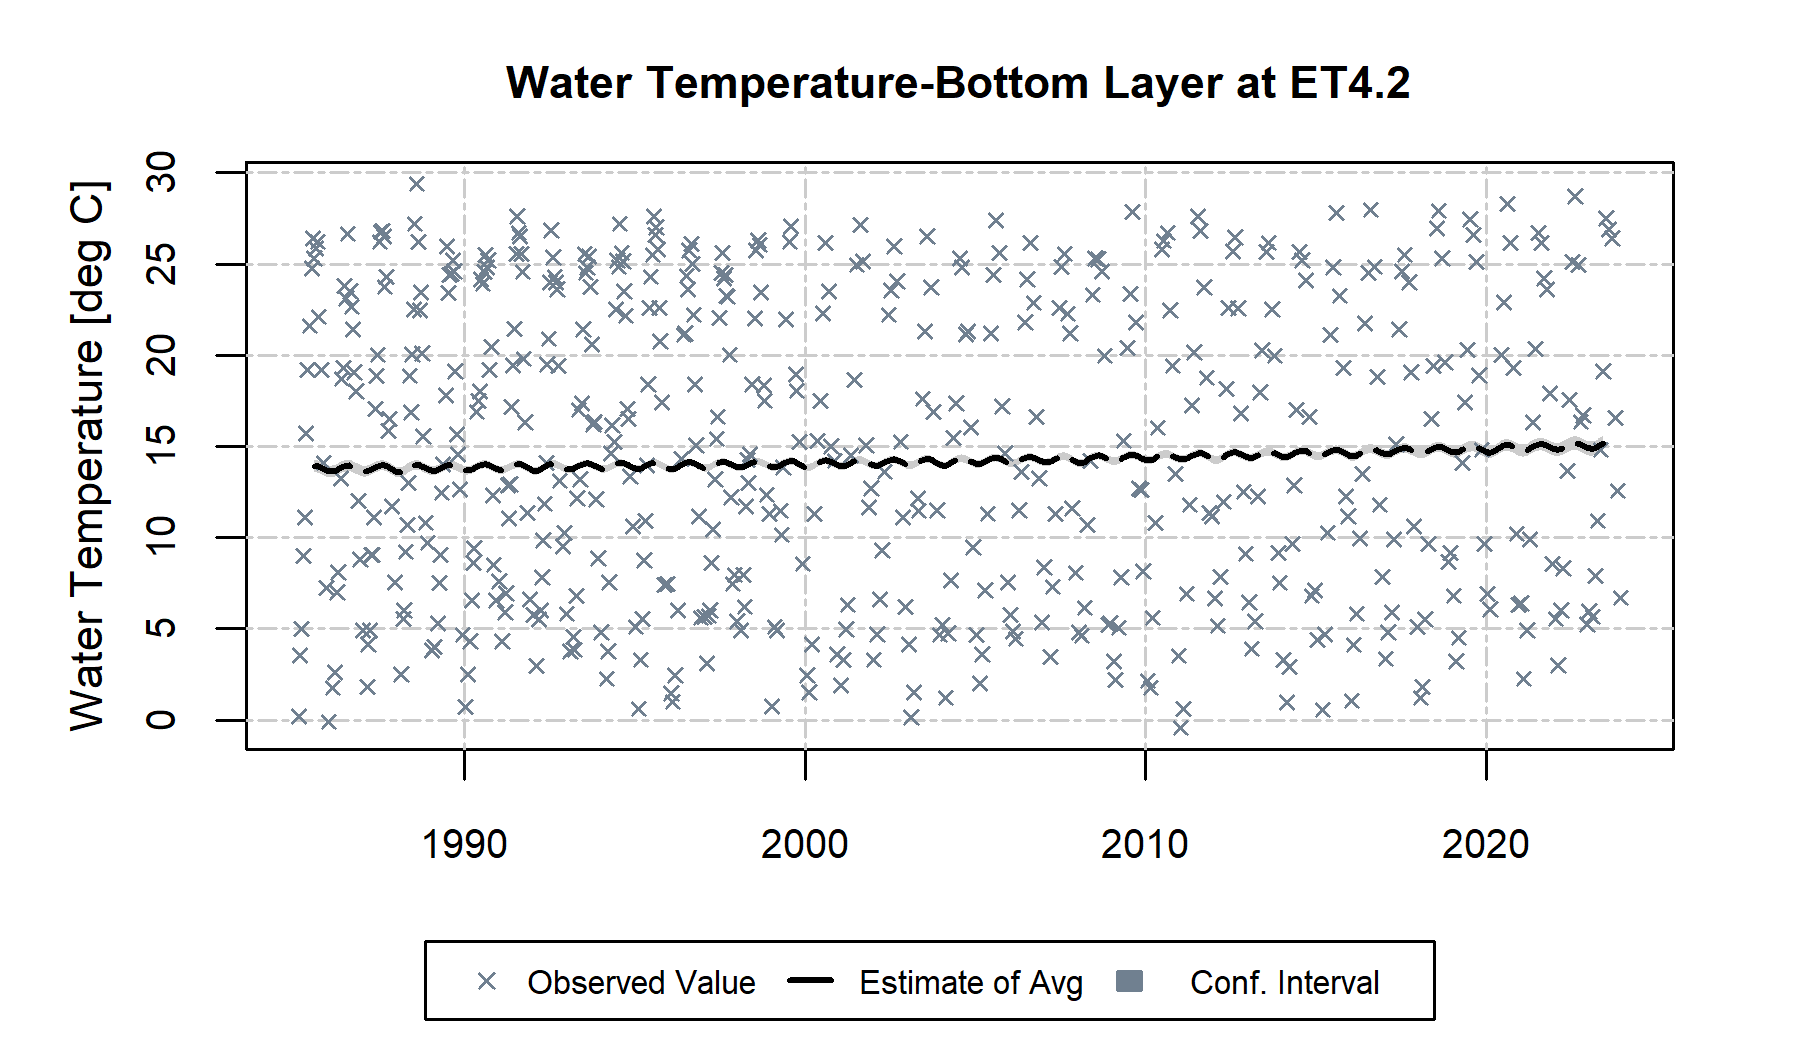 Water Temperature-Bottom Layer at ET4.2
Water Temperature [deg C]
30
25
20
15
10
5
0
1990 2000 2010 2020
Observed Value Estimate of Avg Conf. Interval